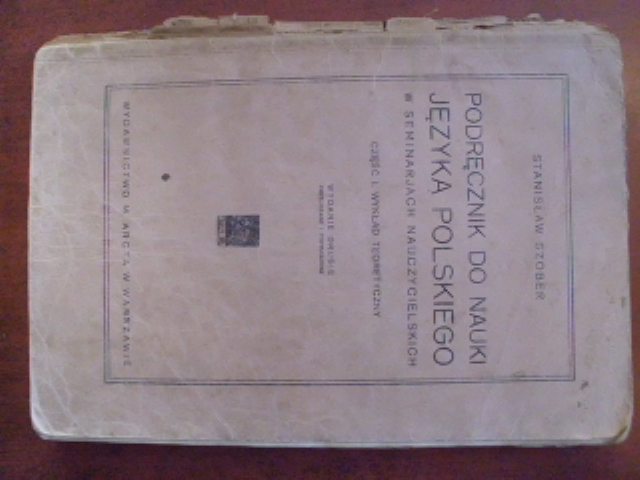 STANISŁAW SZOBER
PODRĘCZNIK DO NAUKI
JĘZYKA POLSKIEGO
W SEMINARJACH NAUCZYCIELSKICH
CZĘŚĆ I. WYKŁAD TEORETYCZNY
WYDANIE DRUGIE
WYDAWNICTWO M. ARCTA W WARSZAWIE